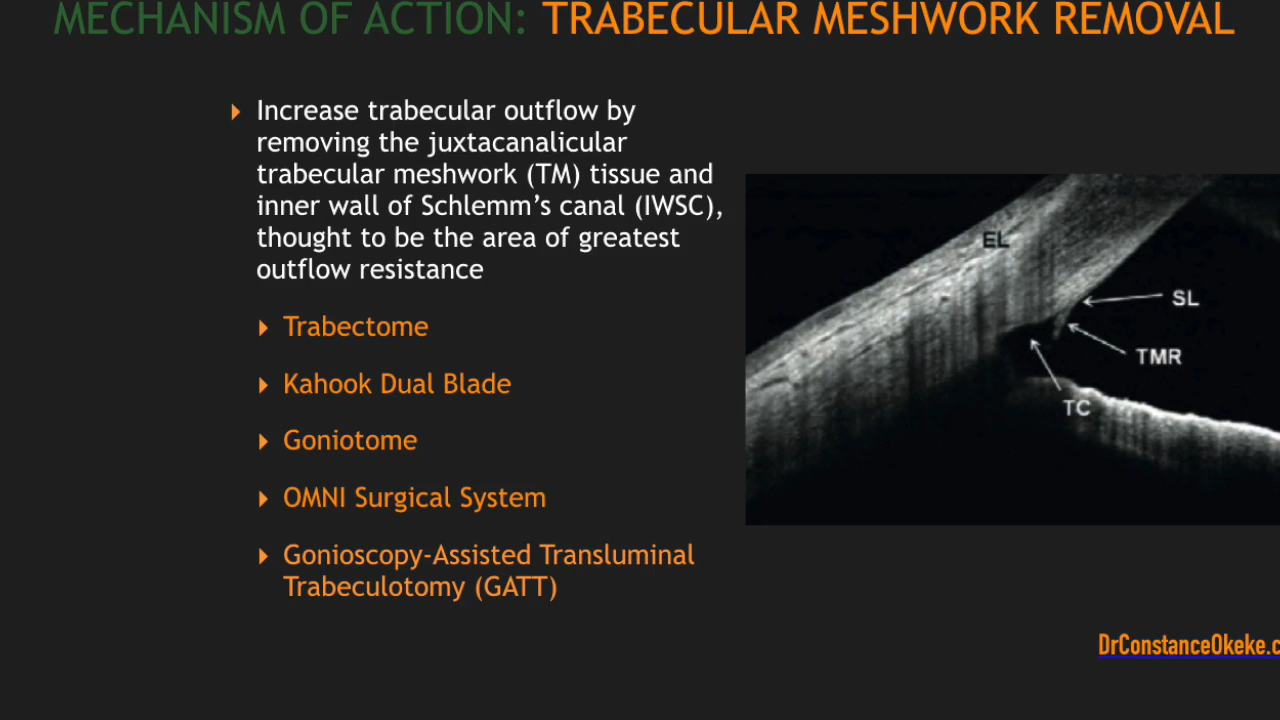 MECHANISM OF ACTION: TRABECULAR MESHWORK REMOVAL
Increase trabecular outflow by
removing the juxtacanalicular
trabecular meshwork (TM) tissue and
inner wall of Schlemm’s canal (IWSC),
thought to be the area of greatest
outflow resistance
Trabectome
Kahook Dual Blade
Goniotome
OMNI Surgical System
Gonioscopy-Assisted Transluminal
Trabeculotomy (GATT)
EL
SL
TMR
TC
DrConstanceOkeke.c